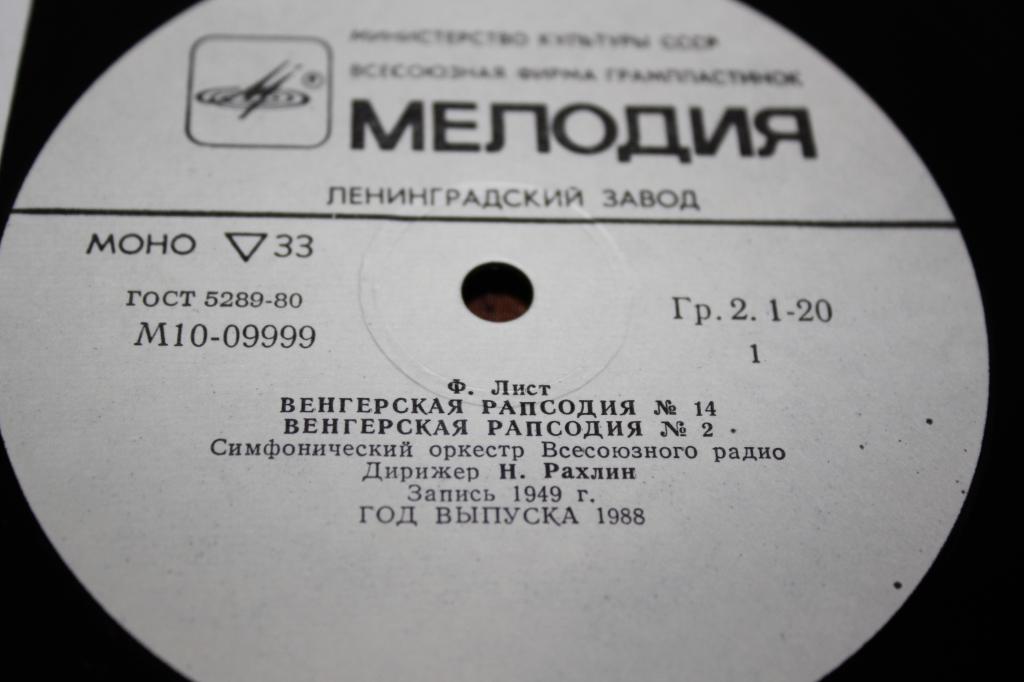 МИНИСТЕРСТВО КУЛЬТУРЫ СССР
ВСЕСОЮЗНАЯ ФИРМА ГРАМПЛАСТИНОК
®
МЕЛОДИЯ
ЛЕНИНГРАДСКИЙ ЗАВОД
МОНО ▽ 33
ГОСТ 5289-80
М10-09999
Гр. 2. 1-20
1
Ф. Лист
ВЕНГЕРСКАЯ РАПСОДИЯ № 14
ВЕНГЕРСКАЯ РАПСОДИЯ № 2
Симфонический оркестр Всесоюзного радио
Дирижер Н. Рахлин
Запись 1949 г.
ГОД ВЫПУСКА 1988